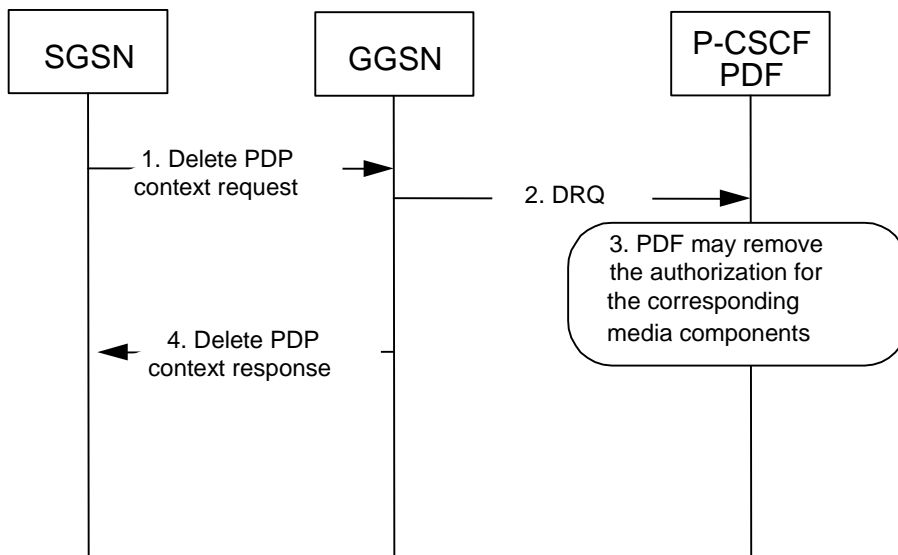 SGSN
GGSN
P-CSCF
PDF
1. Delete PDP
context request
2. DRQ
3. PDF may remove
the authorization for
the corresponding
media components
4. Delete PDP
context response